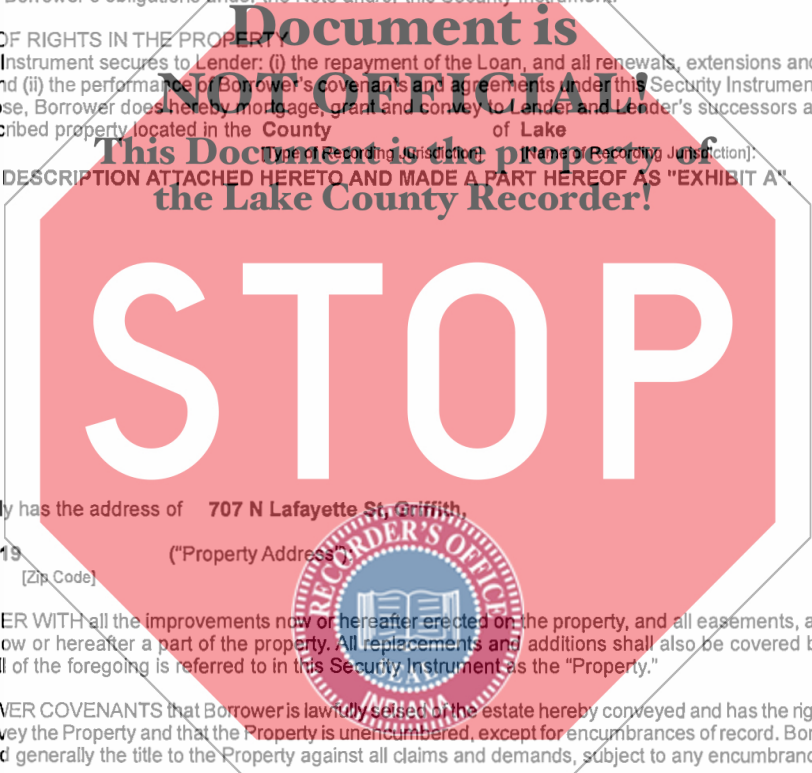 Borrower's obligations under the Note and/or this Security Instrument.
Document is
OF RIGHTS IN THE PROPERTY
Instrument secures to Lender: (i) the repayment of the Loan, and all renewals, extensions and
nd (ii) the performance of Borrower's covenants and agreements under this Security Instrumen
NOT OFFICIAL!
se, Borrower does hereby mortgage, grant and convey to Lender and Lender's successors a
cribed property located in the County of Lake
This Document is the property of
[Type of Recording Jurisdiction] [Name of Recording Jurisdiction]:
DESCRIPTION ATTACHED HERETO AND MADE A PART HEREOF AS "EXHIBIT A".
the Lake County Recorder!
STOP
y has the address of 707 N Lafayette St, Griffith,
19 ("Property Address"):
[Zip Code]
RECORDER'S OFFICE
SEAL
INDIANA
ER WITH all the improvements now or hereafter erected on the property, and all easements, a
ow or hereafter a part of the property. All replacements and additions shall also be covered b
l of the foregoing is referred to in this Security Instrument as the "Property."
VER COVENANTS that Borrower is lawfully seised of the estate hereby conveyed and has the rig
vey the Property and that the Property is unencumbered, except for encumbrances of record. Bor
d generally the title to the Property against all claims and demands, subject to any encumbran